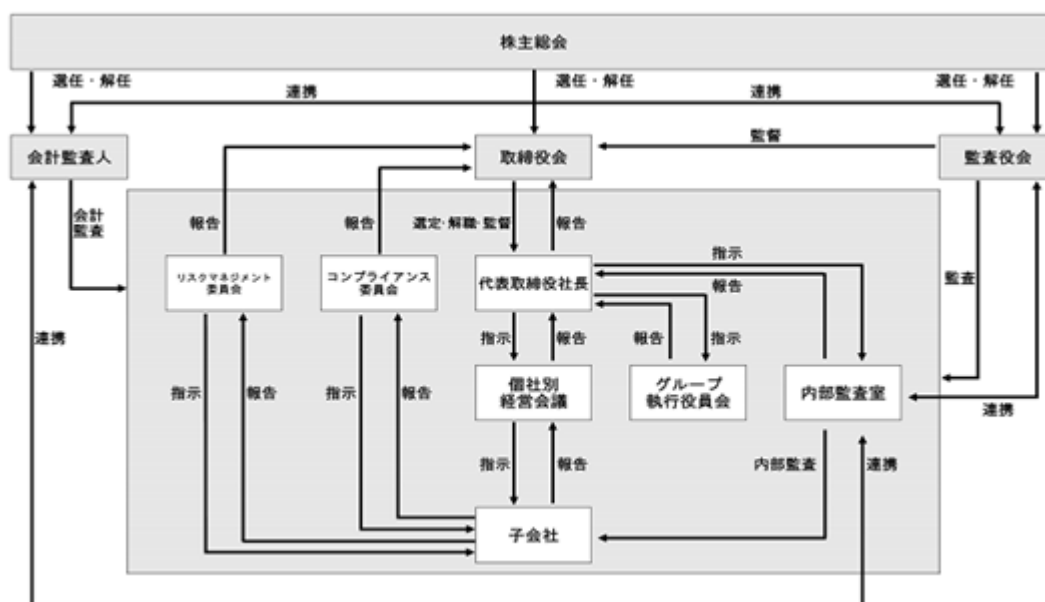 株主総会
選任・解任
選任・解任
選任・解任
連携
連携
会計監査人
取締役会
監督
監査役会
会計
監査
報告
報告
選定・解職・監督
報告
指示
監査
リスクマネジメント
委員会
コンプライアンス
委員会
代表取締役社長
報告
連携
指示
報告
報告
指示
指示
報告
指示
報告
個社別
経営会議
グループ
執行役員会
内部監査室
連携
指示
報告
内部監査
連携
子会社